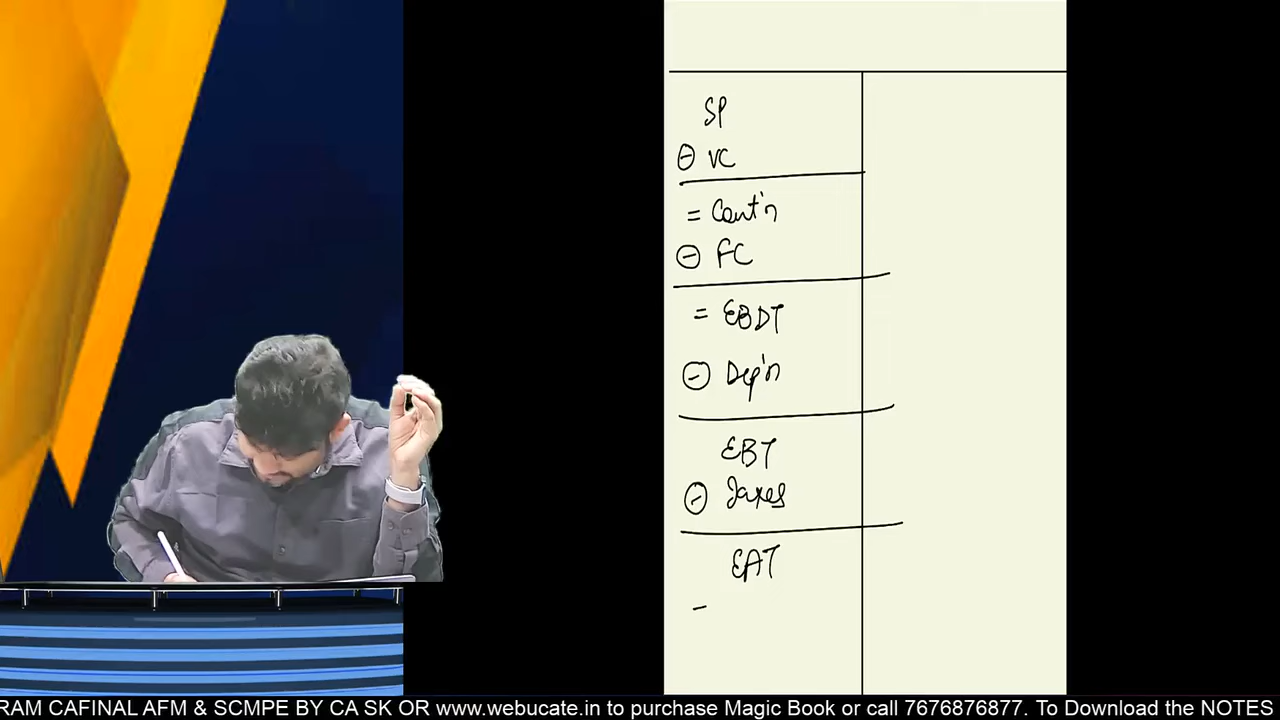 SP
⊖ VC
= Cont'n
⊖ FC
= EBDT
⊖ Dep'n
EBT
⊖ Taxes
EAT
-
RAM CAFINAL AFM & SCMPE BY CA SK OR www.webucate.in to purchase Magic Book or call 7676876877. To Download the NOTES